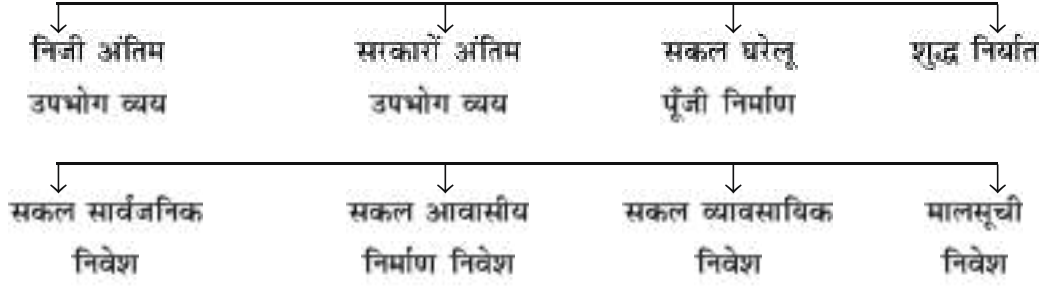 निजी अंतिम सरकारों अंतिम सकल घरेलू शुद्ध निर्यात
उपभोग व्यय उपभोग व्यय पूँजी निर्माण
सकल सार्वजनिक सकल आवासीय सकल व्यावसायिक मालसूची
निवेश निर्माण निवेश निवेश निवेश